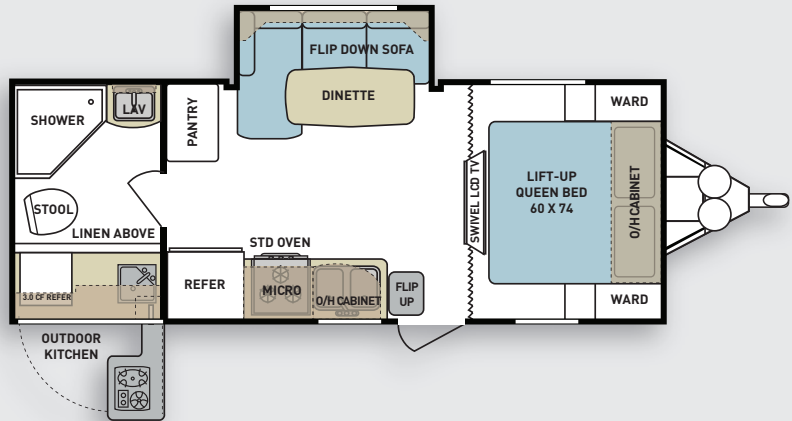 FLIP DOWN SOFA
DINETTE
LAV
SHOWER
PANTRY
WARD
SWIVEL LCD TV
LIFT-UP
QUEEN BED
60 X 74
O/H CABINET
STOOL
LINEN ABOVE
STD OVEN
REFER
MICRO
O/H CABINET
FLIP
UP
3.0 CF REFER
WARD
OUTDOOR
KITCHEN